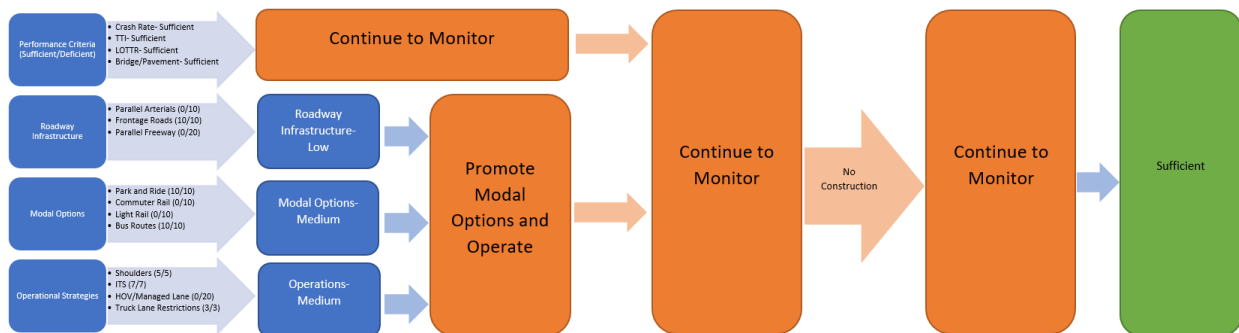 Performance Criteria
(Sufficient/Deficient)
• Crash Rate- Sufficient
• TTI- Sufficient
• LOTTR- Sufficient
• Bridge/Pavement- Sufficient
Continue to Monitor
Roadway
Infrastructure
• Parallel Arterials (0/10)
• Frontage Roads (10/10)
• Parallel Freeway (0/20)
Roadway
Infrastructure-
Low
Modal Options
• Park and Ride (10/10)
• Commuter Rail (0/10)
• Light Rail (0/10)
• Bus Routes (10/10)
Modal Options-
Medium
Operational Strategies
• Shoulders (5/5)
• ITS (7/7)
• HOV/Managed Lane (0/20)
• Truck Lane Restrictions (3/3)
Operations-
Medium
Promote
Modal
Options and
Operate
Continue to
Monitor
No
Construction
Continue to
Monitor
Sufficient